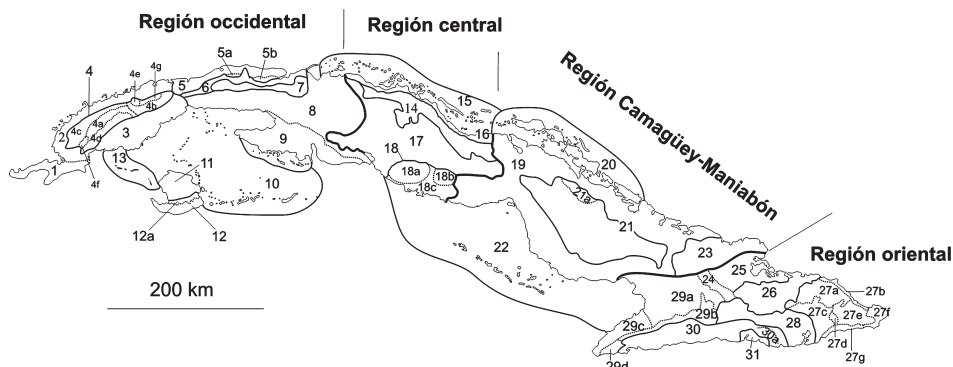 Región occidental
Región central
Región Camagüey-Maniabón
Región oriental
5a
5b
4g
4e
4
5
6
7
4b
4a
4c
4d
2
3
1
4f
13
8
9
11
10
12a
12
14
15
16
17
18
18a
18b
18c
19
20
21a
21
22
23
24
25
26
27a
27b
27c
27e
27f
27d
27g
28
29a
29b
29c
29d
30
30a
31
200 km